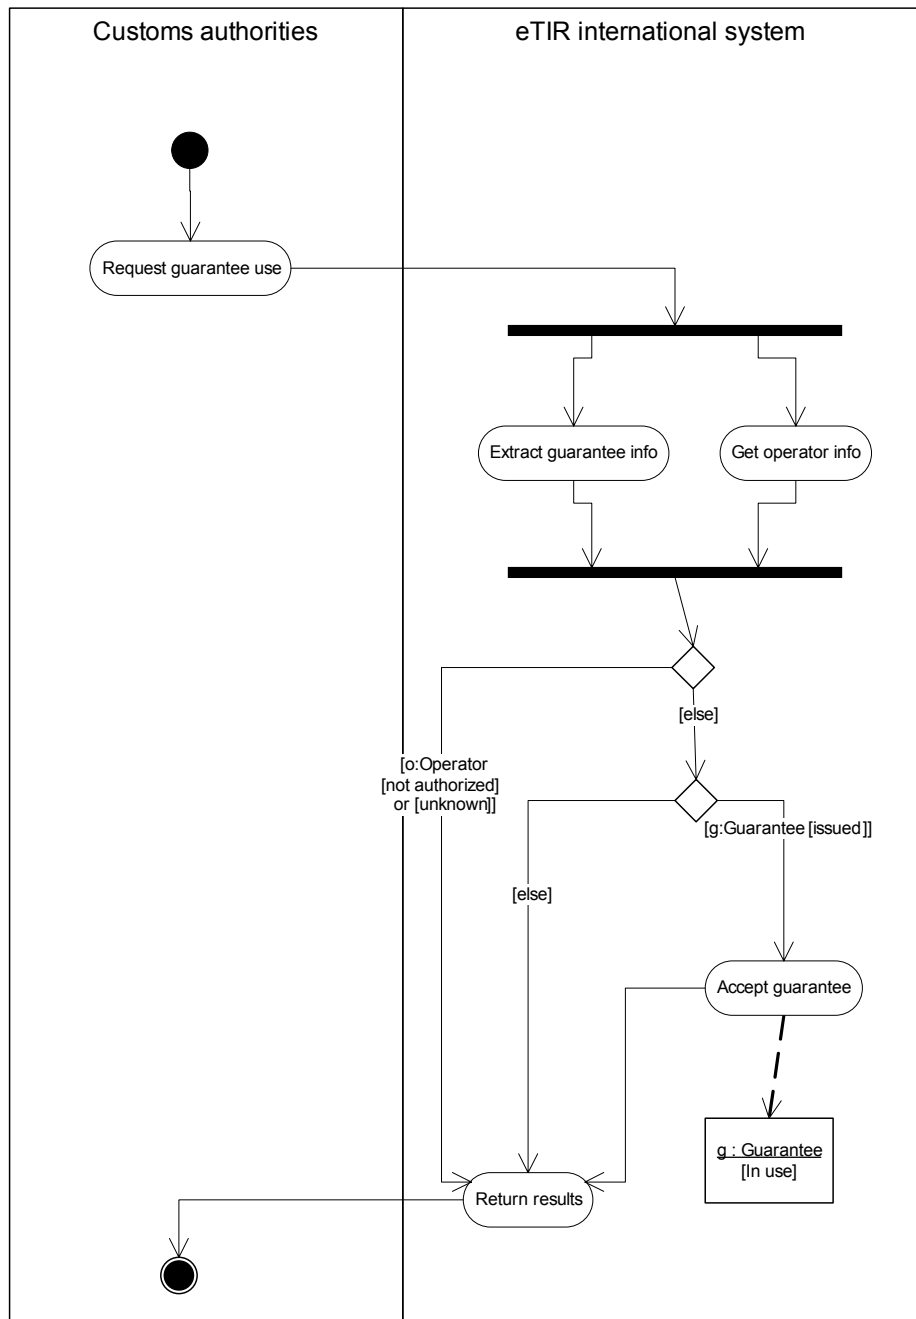 Customs authorities
eTIR international system
Request guarantee use
Extract guarantee info
Get operator info
[else]
[o:Operator
[not authorized]
or [unknown]]
[g:Guarantee [issued]]
[else]
Accept guarantee
g : Guarantee
[In use]
Return results